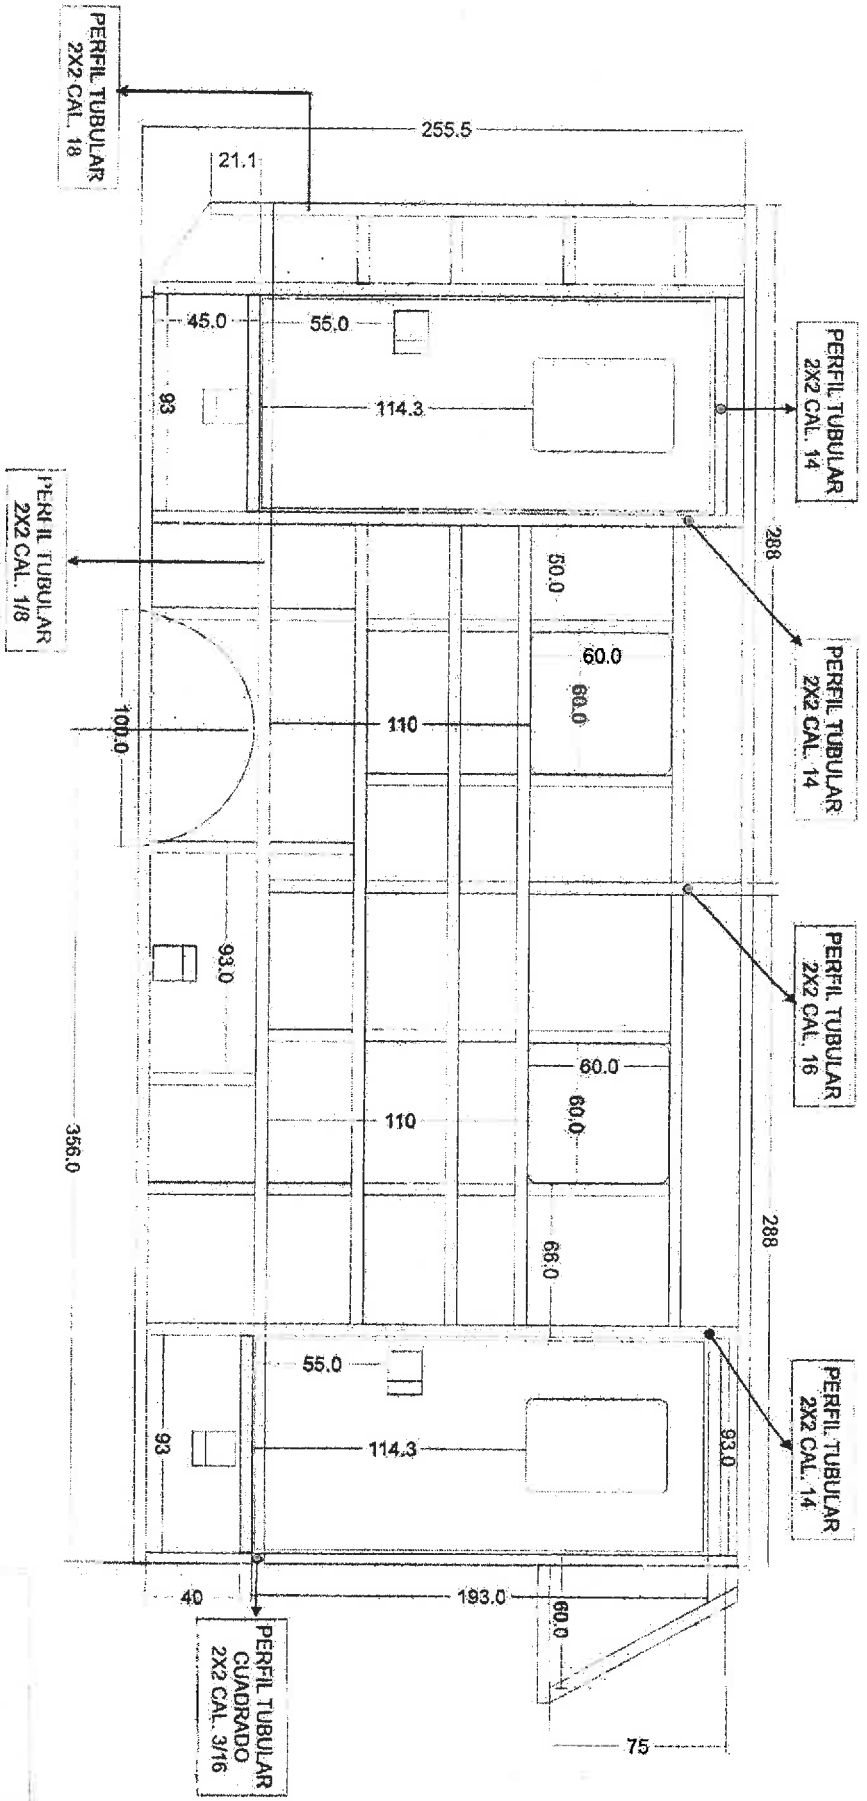 PERFIL TUBULAR
2X2 CAL. 18
255.5
21.1
PERFIL TUBULAR
2X2 CAL. 14
45.0
55.0
93
114.3
288
PERFIL TUBULAR
2X2 CAL. 1/8
PERFIL TUBULAR
2X2 CAL. 14
50.0
60.0
60.0
110
100.0
PERFIL TUBULAR
2X2 CAL. 16
93.0
60.0
60.0
110
356.0
288
66.0
PERFIL TUBULAR
2X2 CAL. 14
55.0
93
114.3
93.0
40
193.0
60.0
75
PERFIL TUBULAR
CUADRADO
2X2 CAL. 3/16